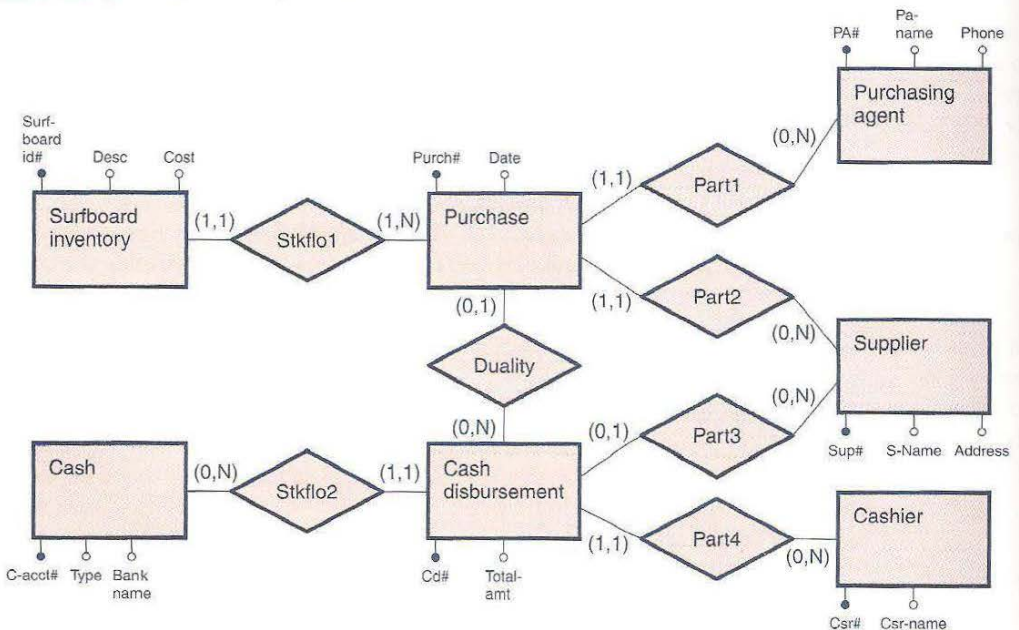 PA#
Pa-
name
Phone
Purchasing
agent
(0,N)
Surf-
board
id#
Desc
Cost
Surfboard
inventory
(1,1)
Stkflo1
(1,N)
Purch#
Date
Purchase
(1,1)
Part1
(1,1)
Part2
(0,N)
(0,1)
Duality
(0,N)
Supplier
Sup#
S-Name
Address
(0,N)
Part3
(0,1)
Cash
(0,N)
Stkflo2
(1,1)
Cash
disbursement
(1,1)
Part4
(0,N)
Cashier
C-acct#
Type
Bank
name
Cd#
Total-
amt
Csr#
Csr-name